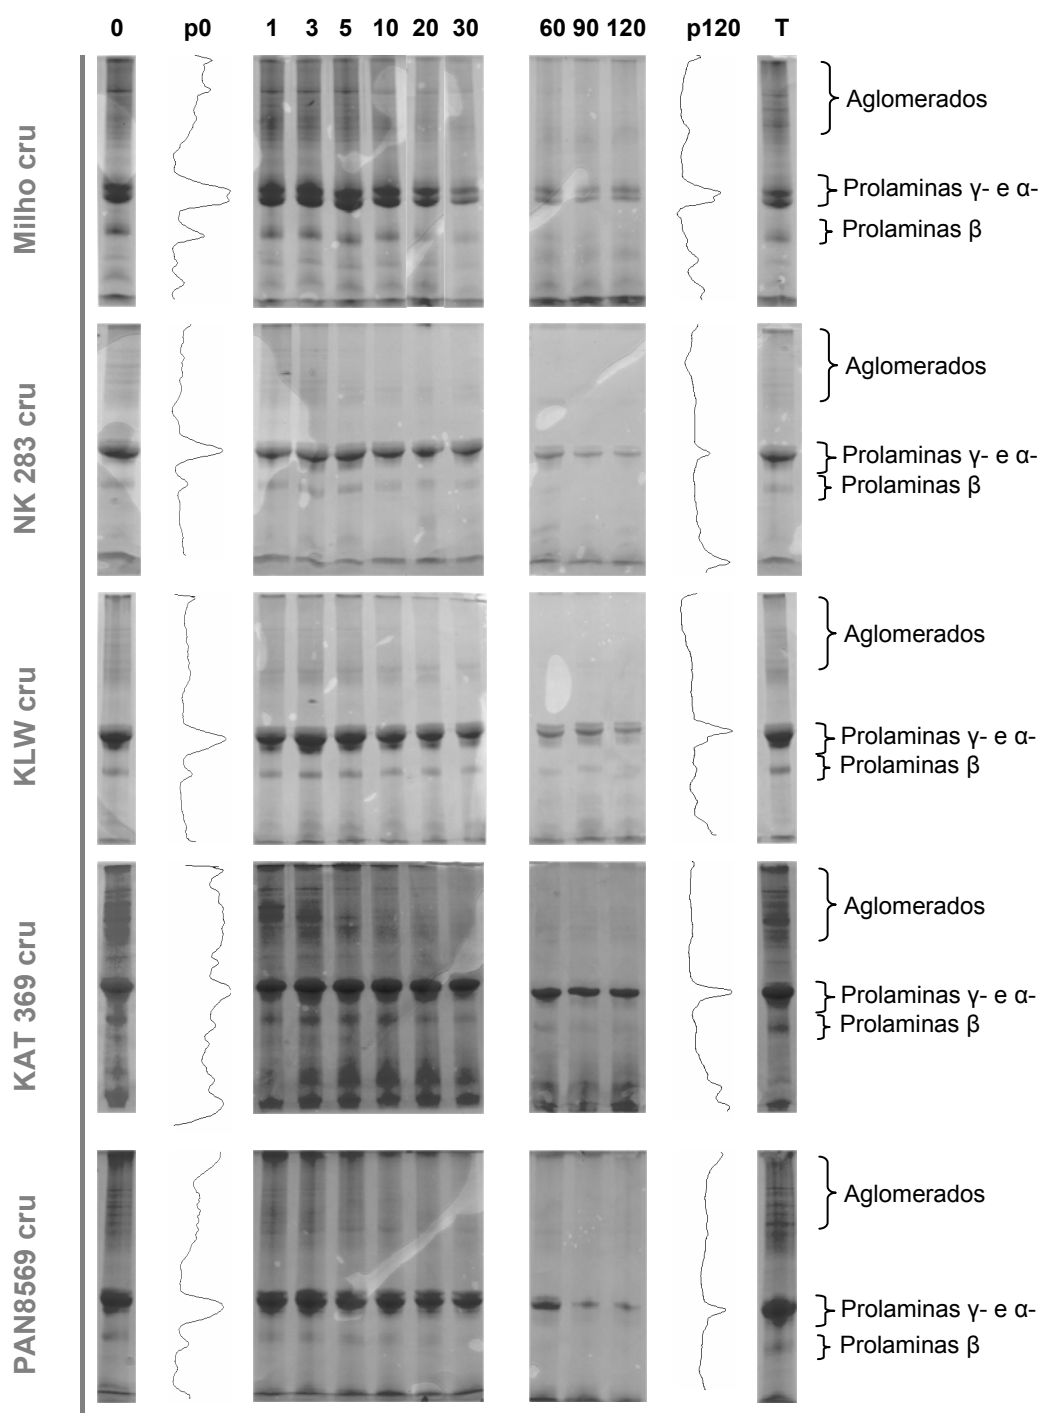 0 p0 1 3 5 10 20 30 60 90 120 p120 T
Milho cru
Aglomerados
Prolaminas γ- e α-
Prolaminas β
NK 283 cru
Aglomerados
Prolaminas γ- e α-
Prolaminas β
KLW cru
Aglomerados
Prolaminas γ- e α-
Prolaminas β
KAT 369 cru
Aglomerados
Prolaminas γ- e α-
Prolaminas β
PAN8569 cru
Aglomerados
Prolaminas γ- e α-
Prolaminas β